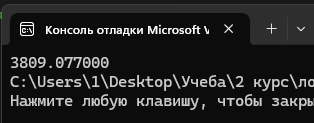 Консоль отладки Microsoft V
3809.077000
C:\Users\1\Desktop\Учеба\2 курс\ло
Нажмите любую клавишу, чтобы закры